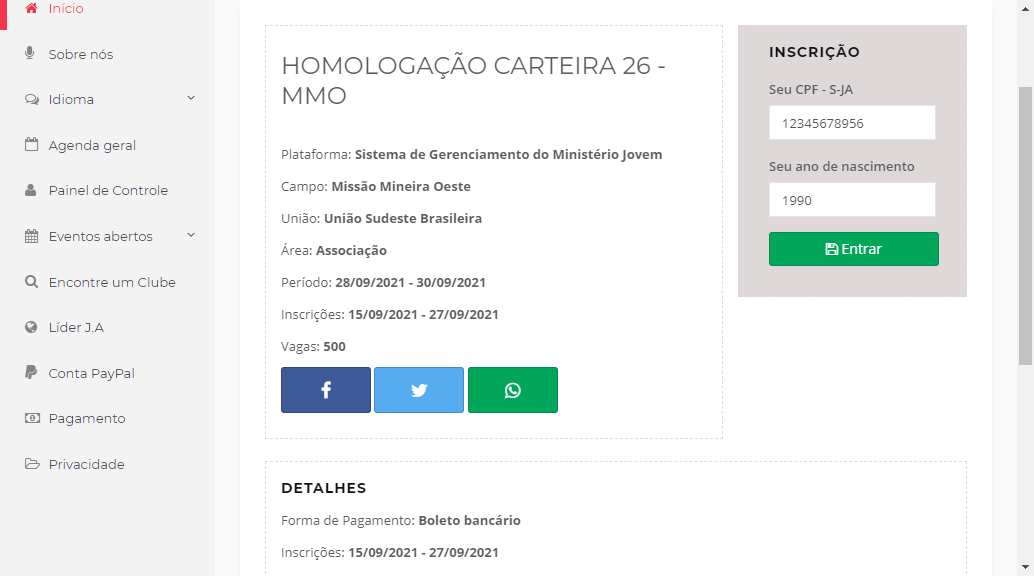 Início
Sobre nós
Idioma
Agenda geral
Painel de Controle
Eventos abertos
Encontre um Clube
Líder J.A
Conta PayPal
Pagamento
Privacidade
HOMOLOGAÇÃO CARTEIRA 26 -
MMO
Plataforma: Sistema de Gerenciamento do Ministério Jovem
Campo: Missão Mineira Oeste
União: União Sudeste Brasileira
Área: Associação
Período: 28/09/2021 - 30/09/2021
Inscrições: 15/09/2021 - 27/09/2021
Vagas: 500
INSCRIÇÃO
Seu CPF - S-JA
12345678956
Seu ano de nascimento
1990
Entrar
DETALHES
Forma de Pagamento: Boleto bancário
Inscrições: 15/09/2021 - 27/09/2021